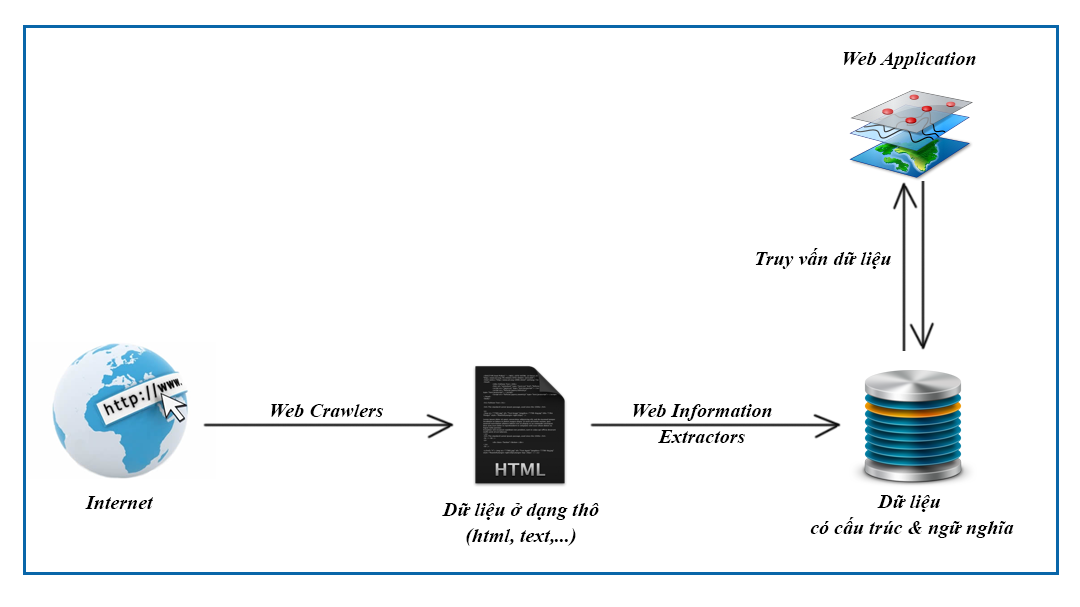 Web Application
Truy vấn dữ liệu
http://www.
Web Crawlers
Web Information
Extractors
HTML
Internet
Dữ liệu ở dạng thô
(html, text,...)
Dữ liệu
có cấu trúc & ngữ nghĩa